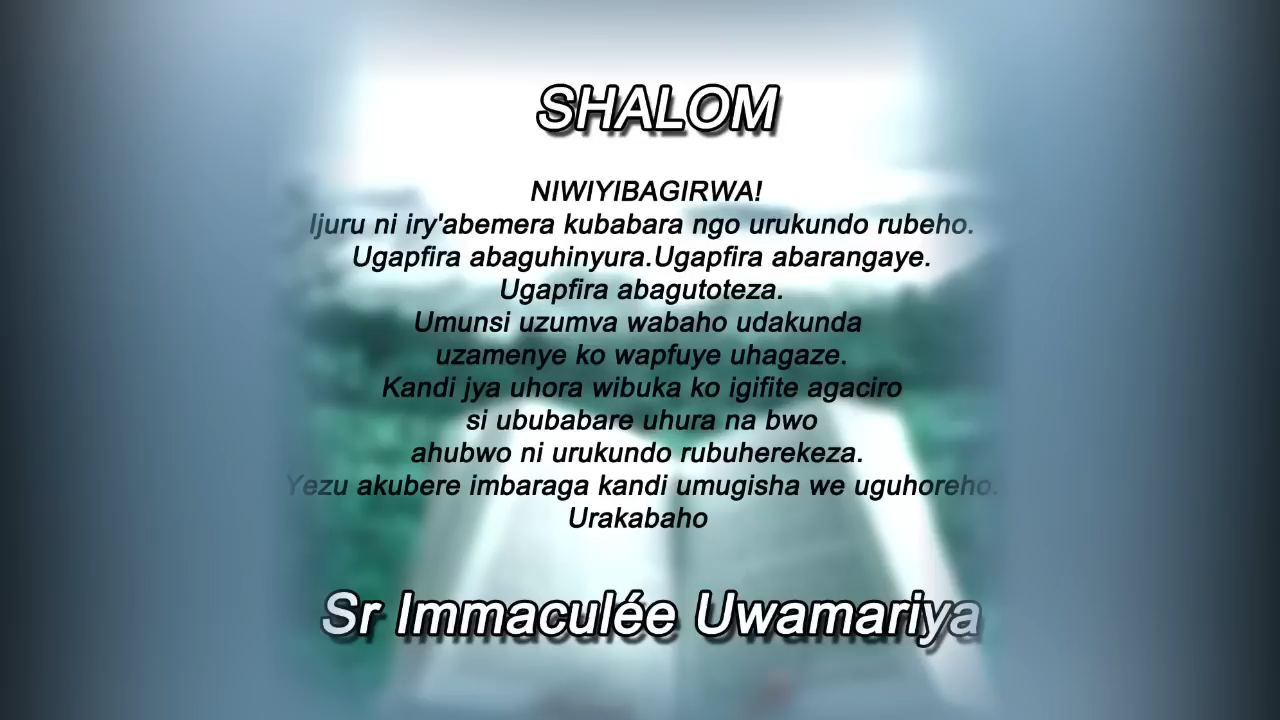 SHALOM
NIWIYIBAGIRWA!
Ijuru ni iry'abemera kubabara ngo urukundo rubeho.
Ugapfira abaguhinyura.Ugapfira abarangaye.
Ugapfira abagutoteza.
Umunsi uzumva wabaho udakunda
uzamenye ko wapfuye uhagaze.
Kandi jya uhora wibuka ko igifite agaciro
si ububabare uhura na bwo
ahubwo ni urukundo rubuherekeza.
Yezu akubere imbaraga kandi umugisha we uguhoreho.
Urakabaho
Sr Immaculée Uwamariya